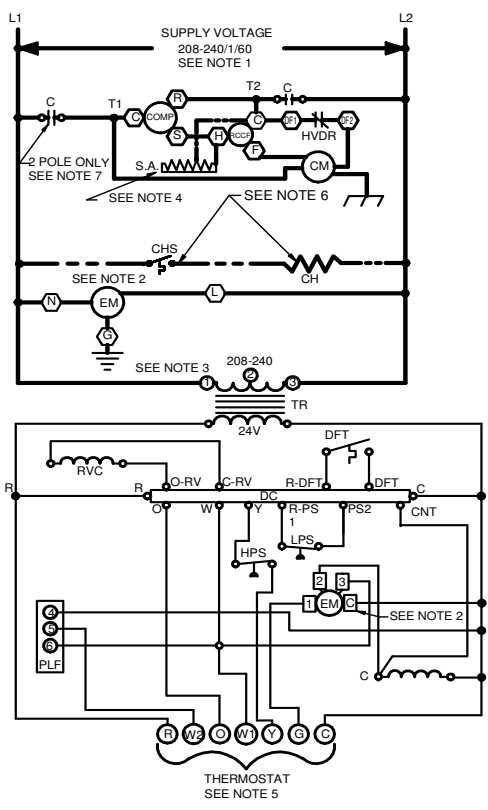 L1
L2
SUPPLY VOLTAGE
208-240/1/60
SEE NOTE 1
C
T1
T2
C
C
COMP
R
S
H
RCCF
C
F
DF1
HVDR
DF2
CM
2 POLE ONLY
SEE NOTE 7
S.A.
SEE NOTE 4
SEE NOTE 6
CHS
CH
SEE NOTE 2
N
EM
L
G
SEE NOTE 3
208-240
1
2
3
TR
24V
DFT
RVC
R
R
O-RV
C-RV
R-DFT
DFT
C
DC
O
W
Y
R-PS
1
PS2
CNT
HPS
LPS
2
3
1
EM
C
SEE NOTE 2
4
5
6
PLF
C
R
W2
O
W1
Y
G
C
THERMOSTAT
SEE NOTE 5